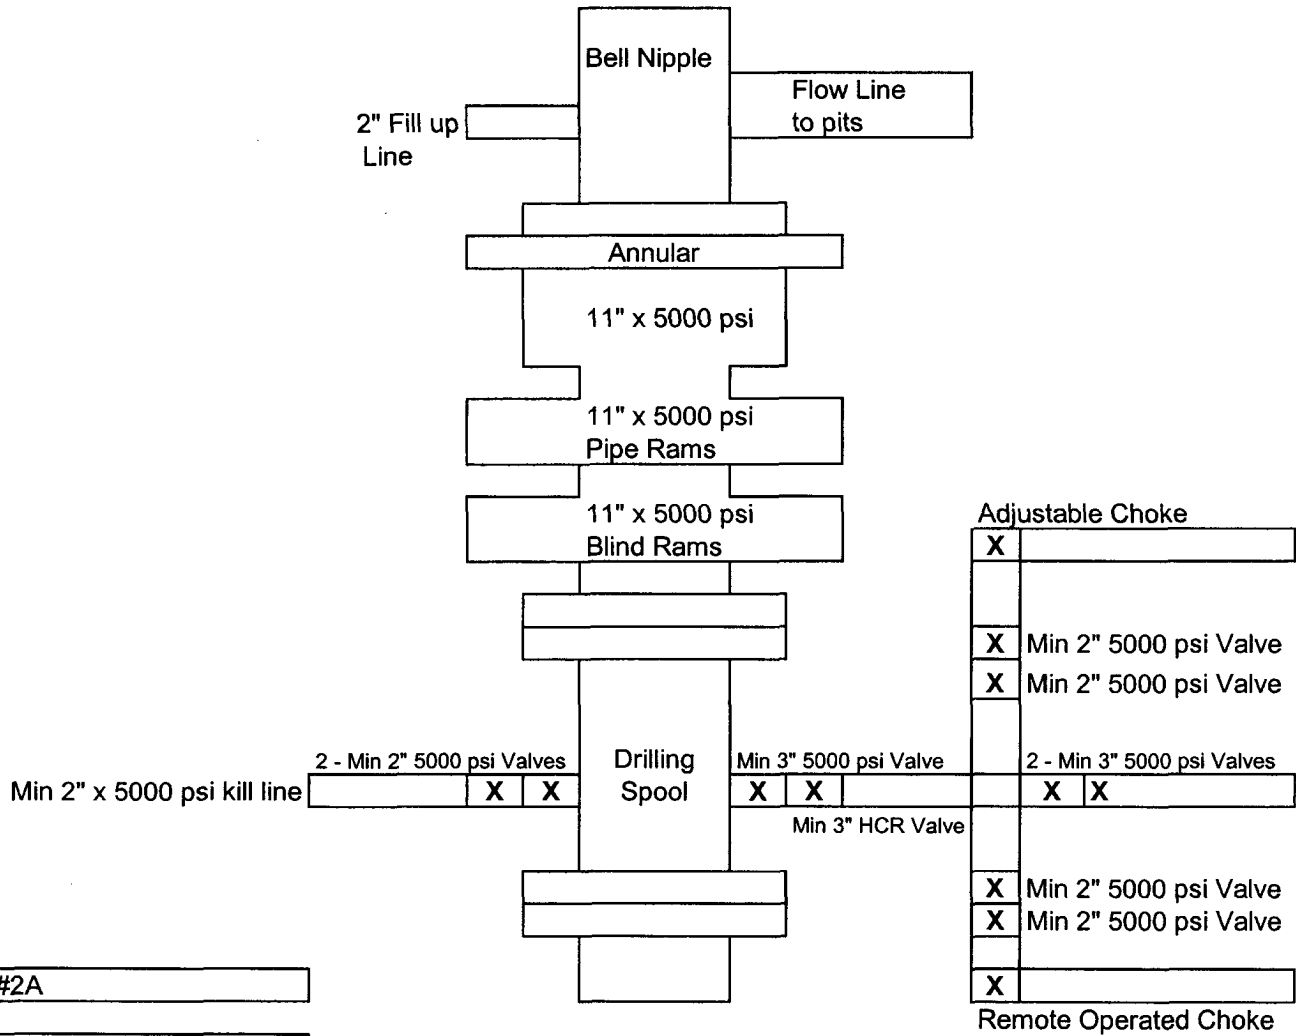 Bell Nipple
Flow Line
to pits
2" Fill up
Line
Annular
11" x 5000 psi
11" x 5000 psi
Pipe Rams
11" x 5000 psi
Blind Rams
Adjustable Choke
X
X Min 2" 5000 psi Valve
X Min 2" 5000 psi Valve
2 - Min 2" 5000 psi Valves
Min 2" x 5000 psi kill line
X X
Drilling
Spool
Min 3" 5000 psi Valve
X X
Min 3" HCR Valve
2 - Min 3" 5000 psi Valves
X X
X Min 2" 5000 psi Valve
X Min 2" 5000 psi Valve
X
Remote Operated Choke
#2A